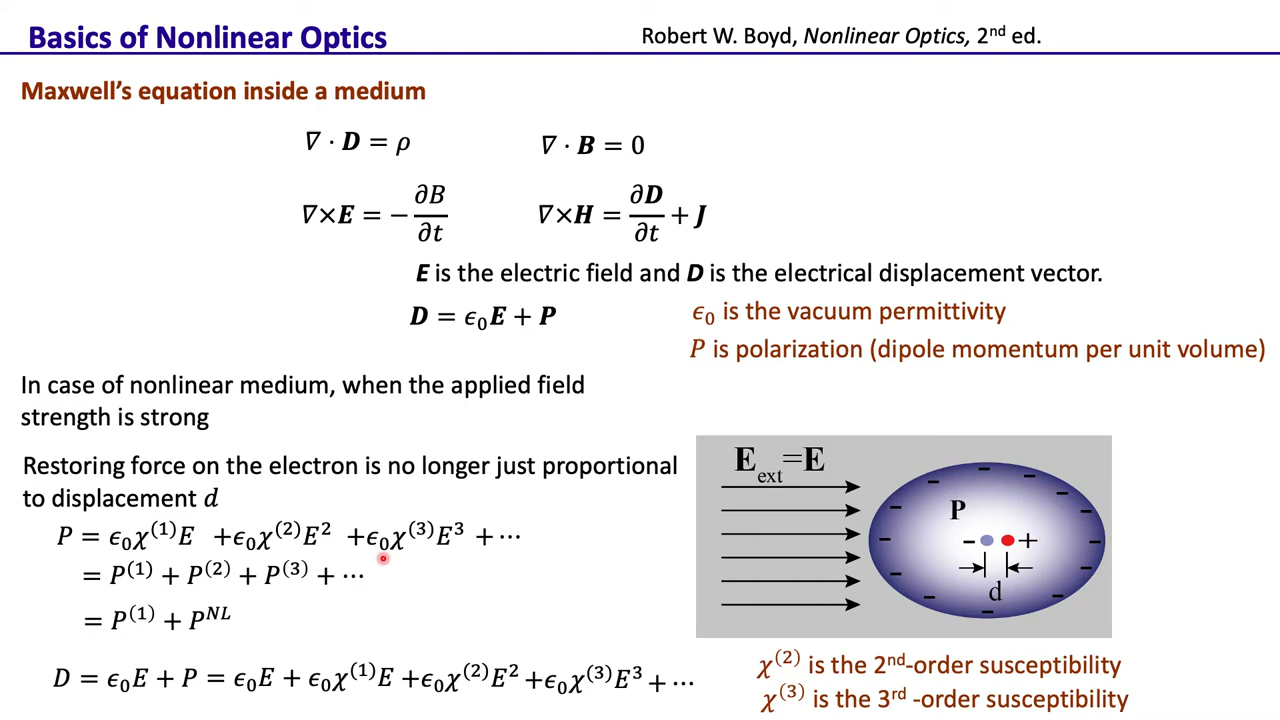 Basics of Nonlinear Optics
Robert W. Boyd, Nonlinear Optics, 2nd ed.
Maxwell's equation inside a medium
∇ · D = ρ
∇ · B = 0
∇×E = −∂B/∂t
∇×H = ∂D/∂t + J
E is the electric field and D is the electrical displacement vector.
D = ϵ₀E + P
ϵ₀ is the vacuum permittivity
P is polarization (dipole momentum per unit volume)
In case of nonlinear medium, when the applied field
strength is strong
Restoring force on the electron is no longer just proportional
to displacement d
P = ϵ₀χ⁽¹⁾E +ϵ₀χ⁽²⁾E² +ϵ₀χ⁽³⁾E³ + ⋯
= P⁽¹⁾ + P⁽²⁾ + P⁽³⁾ + ⋯
= P⁽¹⁾ + P^NL
D = ϵ₀E + P = ϵ₀E + ϵ₀χ⁽¹⁾E +ϵ₀χ⁽²⁾E² +ϵ₀χ⁽³⁾E³ + ⋯
E_ext=E
P
− +
d
χ⁽²⁾ is the 2nd-order susceptibility
χ⁽³⁾ is the 3rd -order susceptibility